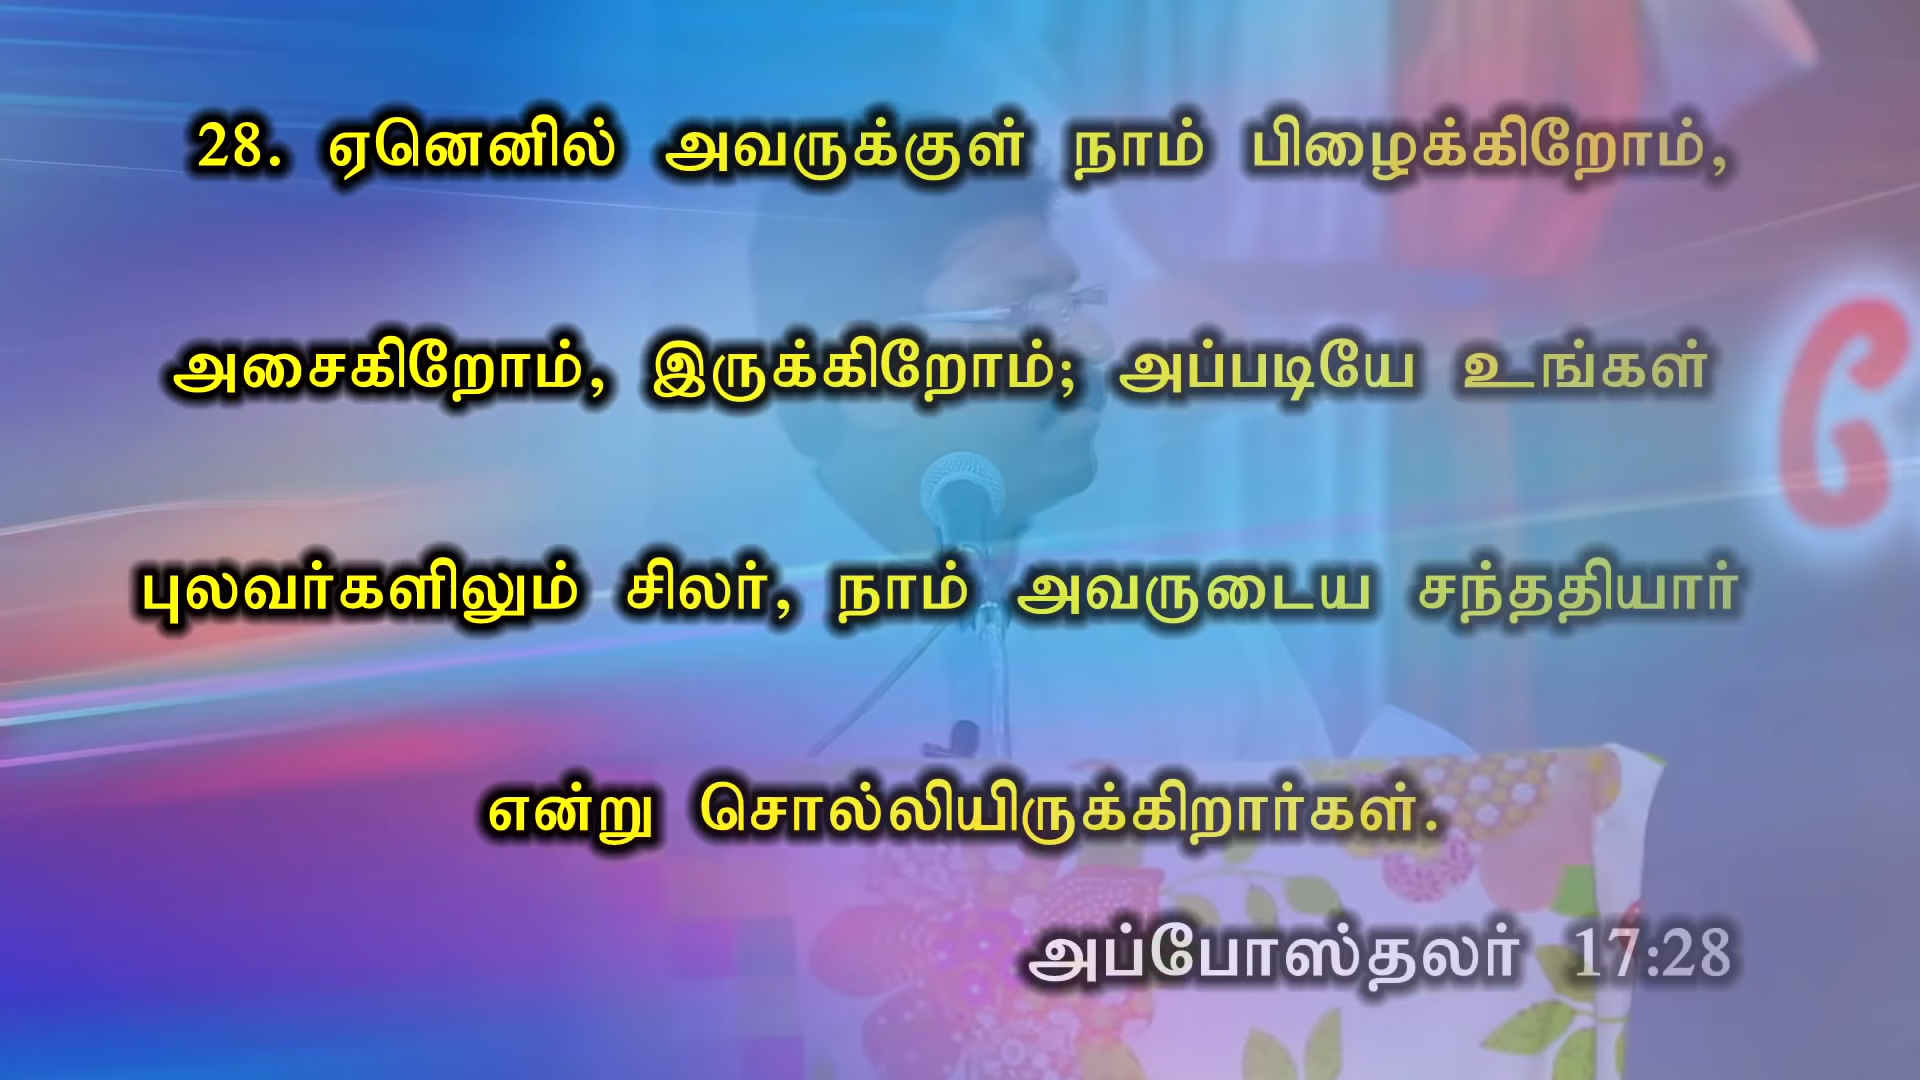 28. ஏனெனில் அவருக்குள் நாம் பிழைக்கிறோம்,
அசைகிறோம், இருக்கிறோம்; அப்படியே உங்கள்
புலவர்களிலும் சிலர், நாம் அவருடைய சந்ததியார்
என்று சொல்லியிருக்கிறார்கள்.
அப்போஸ்தலர் 17:28